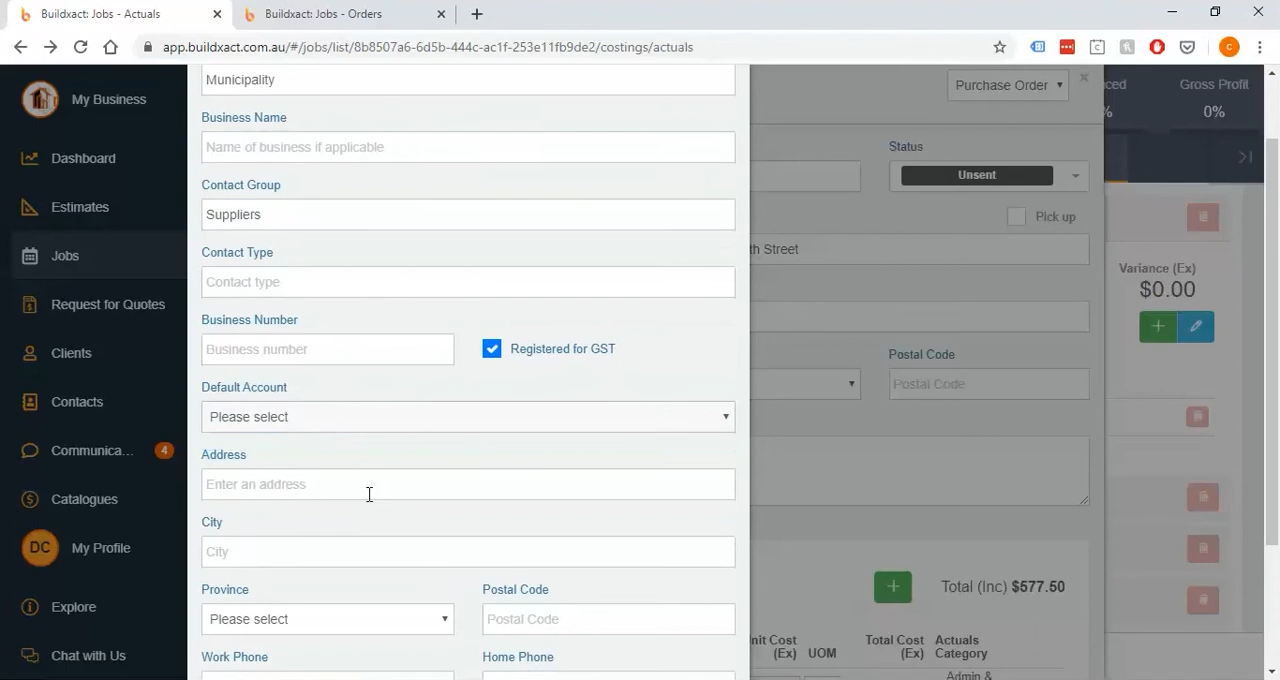 Buildxact: Jobs - Actuals
Buildxact: Jobs - Orders
app.buildxact.com.au/#/jobs/list/8b8507a6-6d5b-444c-ac1f-253e11fb9de2/costings/actuals
C
My Business
Dashboard
Estimates
Jobs
Request for Quotes
Clients
Contacts
Communica...
4
Catalogues
DC
My Profile
Explore
Chat with Us
Municipality
Business Name
Name of business if applicable
Contact Group
Suppliers
Contact Type
Contact type
Business Number
Business number
Registered for GST
Default Account
Please select
Address
Enter an address
City
City
Province
Postal Code
Please select
Postal Code
Work Phone
Home Phone
Purchase Order
Status
Unsent
Pick up
th Street
Postal Code
Postal Code
Total (Inc) $577.50
Unit Cost (Ex)
UOM
Total Cost (Ex)
Actuals Category
Admin &
Gross Profit
%
0%
Variance (Ex)
$0.00